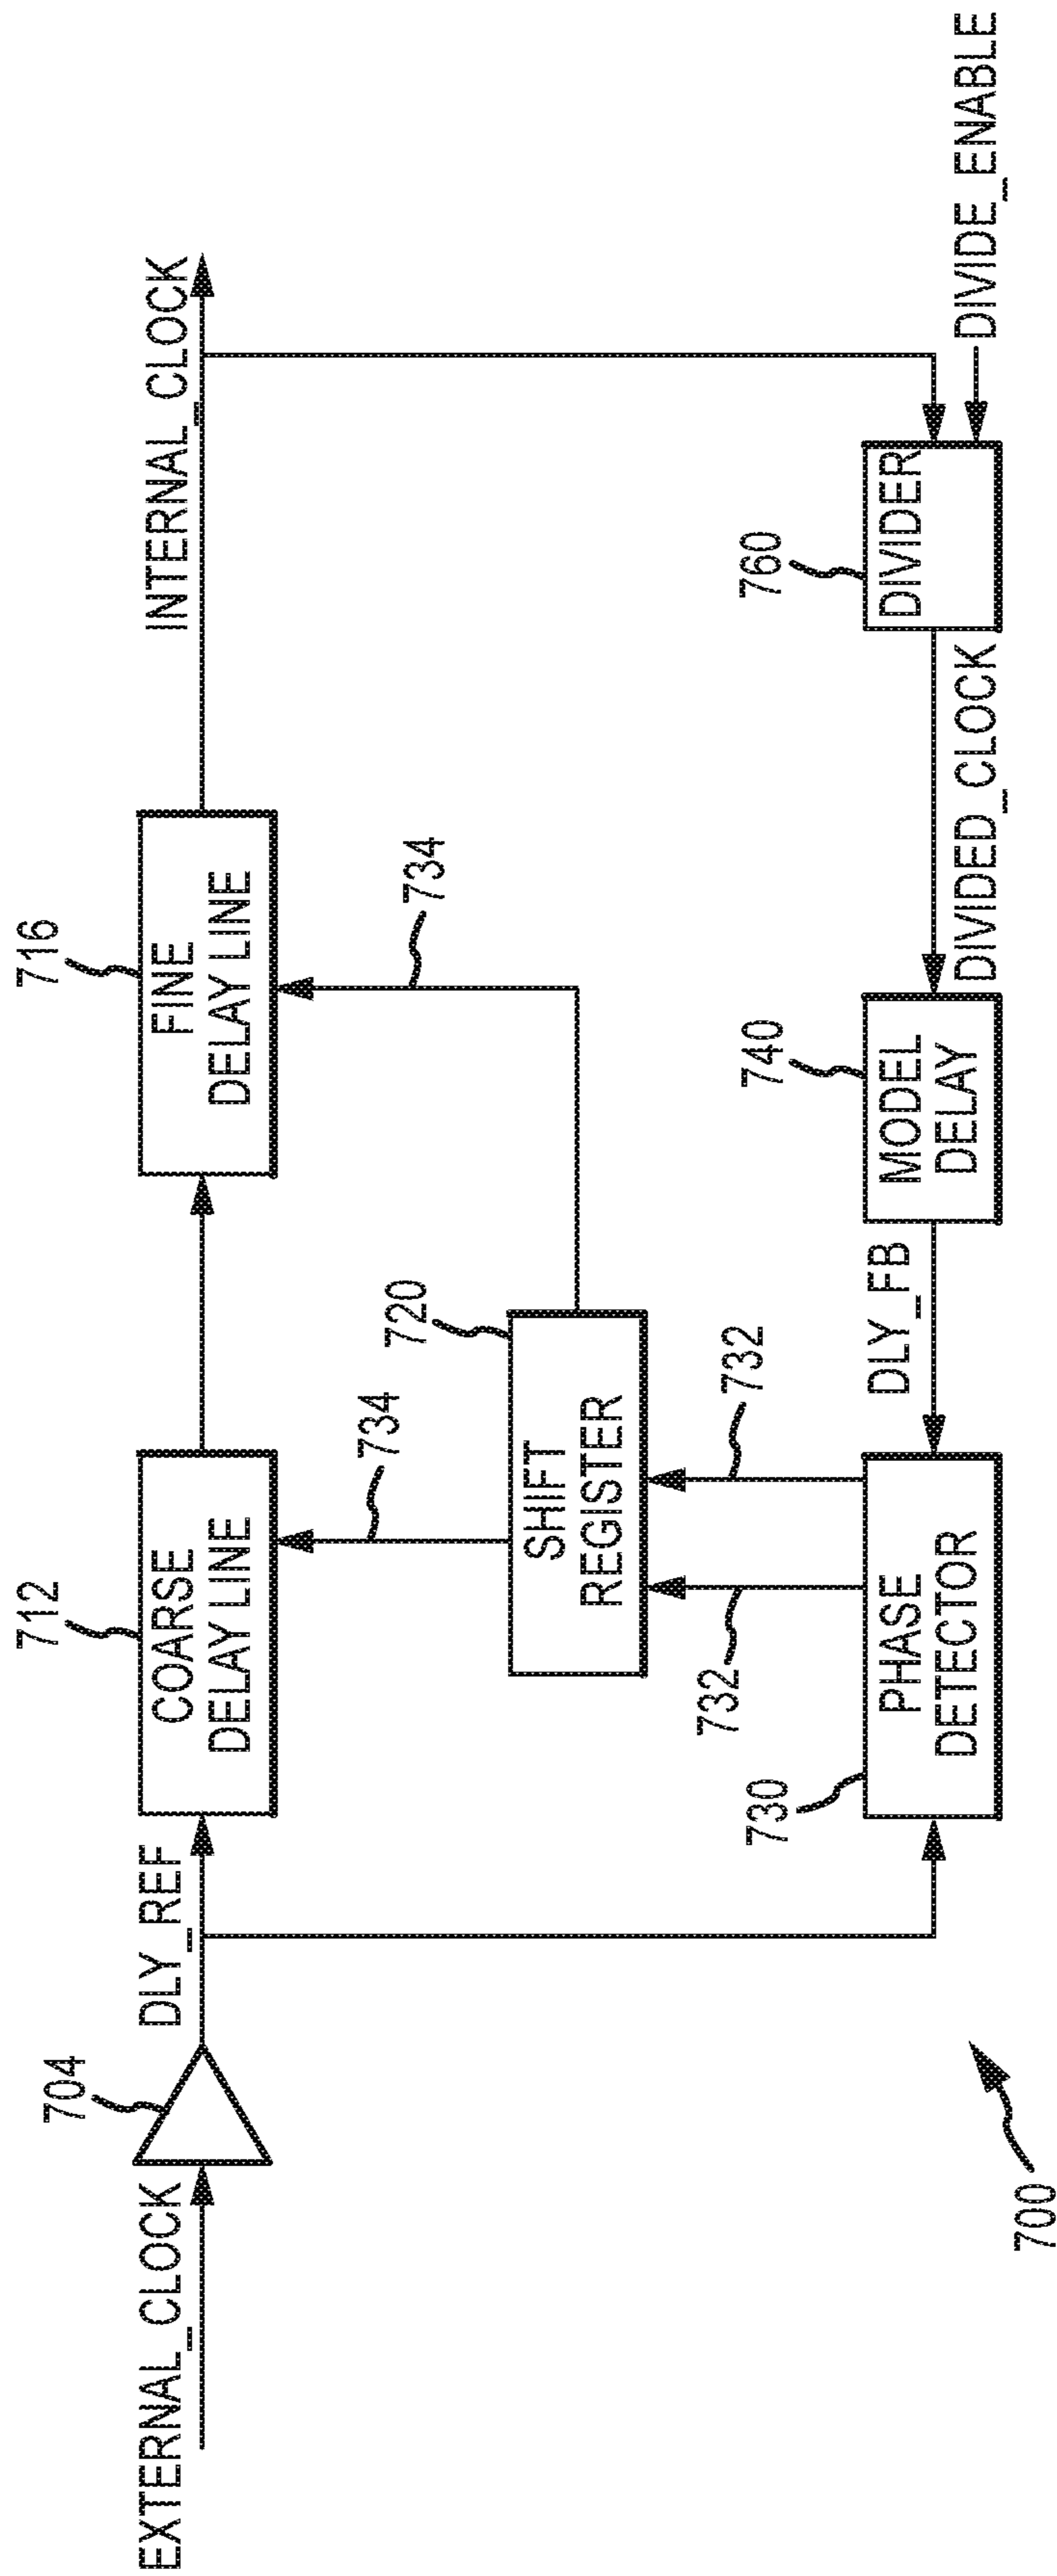 EXTERNAL_CLOCK
704
DLY_REF
712
COARSE
DELAY LINE
716
FINE
DELAY LINE
INTERNAL_CLOCK
734
734
720
SHIFT
REGISTER
732
732
730
PHASE
DETECTOR
DLY_FB
740
MODEL
DELAY
DIVIDED_CLOCK
760
DIVIDER
DIVIDE_ENABLE
700